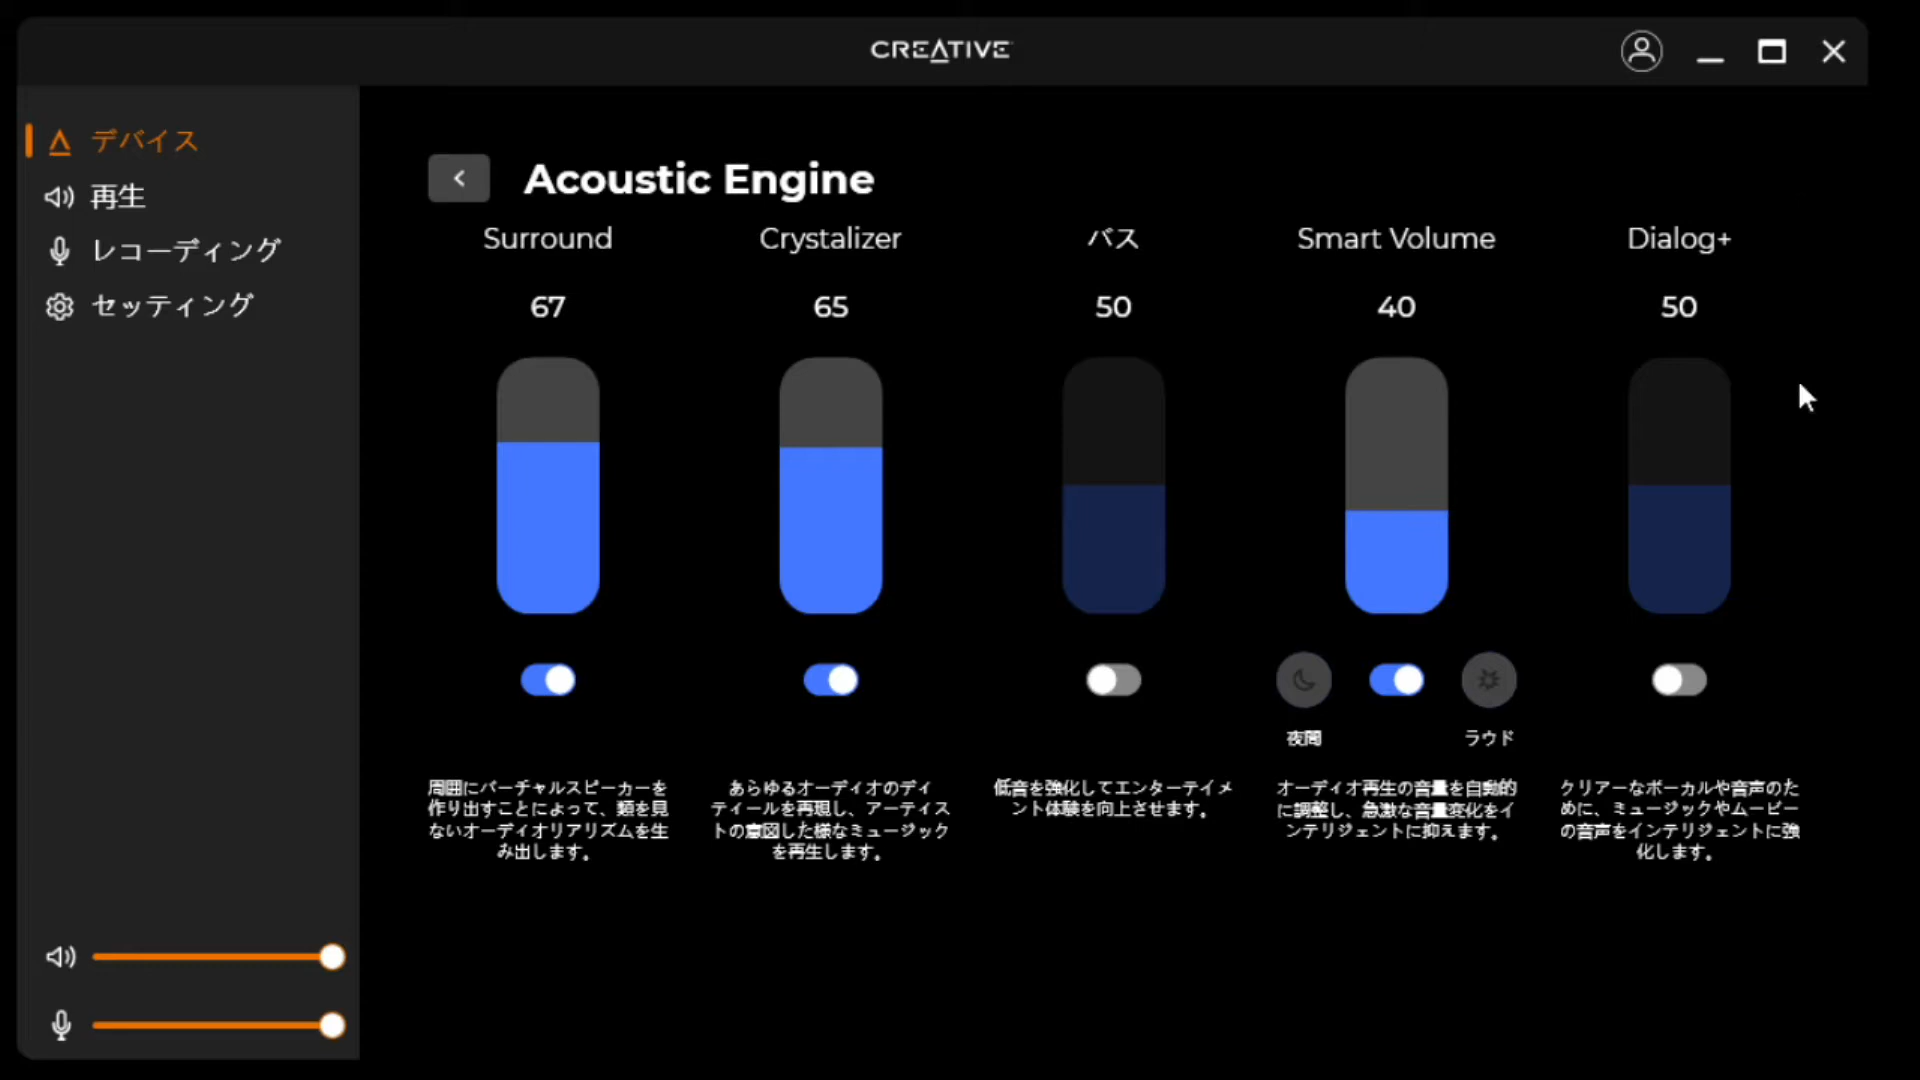 CREATIVE
デバイス
再生
レコーディング
セッティング
Acoustic Engine
Surround
Crystalizer
バス
Smart Volume
Dialog+
67
65
50
40
50
夜間
ラウド
周囲にバーチャルスピーカーを
作り出すことによって、類を見
ないオーディオリアリズムを生
み出します。
あらゆるオーディオのディ
ティールを再現し、アーティス
トの意図した様なミュージック
を再生します。
低音を強化してエンターテイメ
ント体験を向上させます。
オーディオ再生の音量を自動的
に調整し、急激な音量変化をイ
ンテリジェントに抑えます。
クリアーなボーカルや音声のた
めに、ミュージックやムービー
の音声をインテリジェントに強
化します。